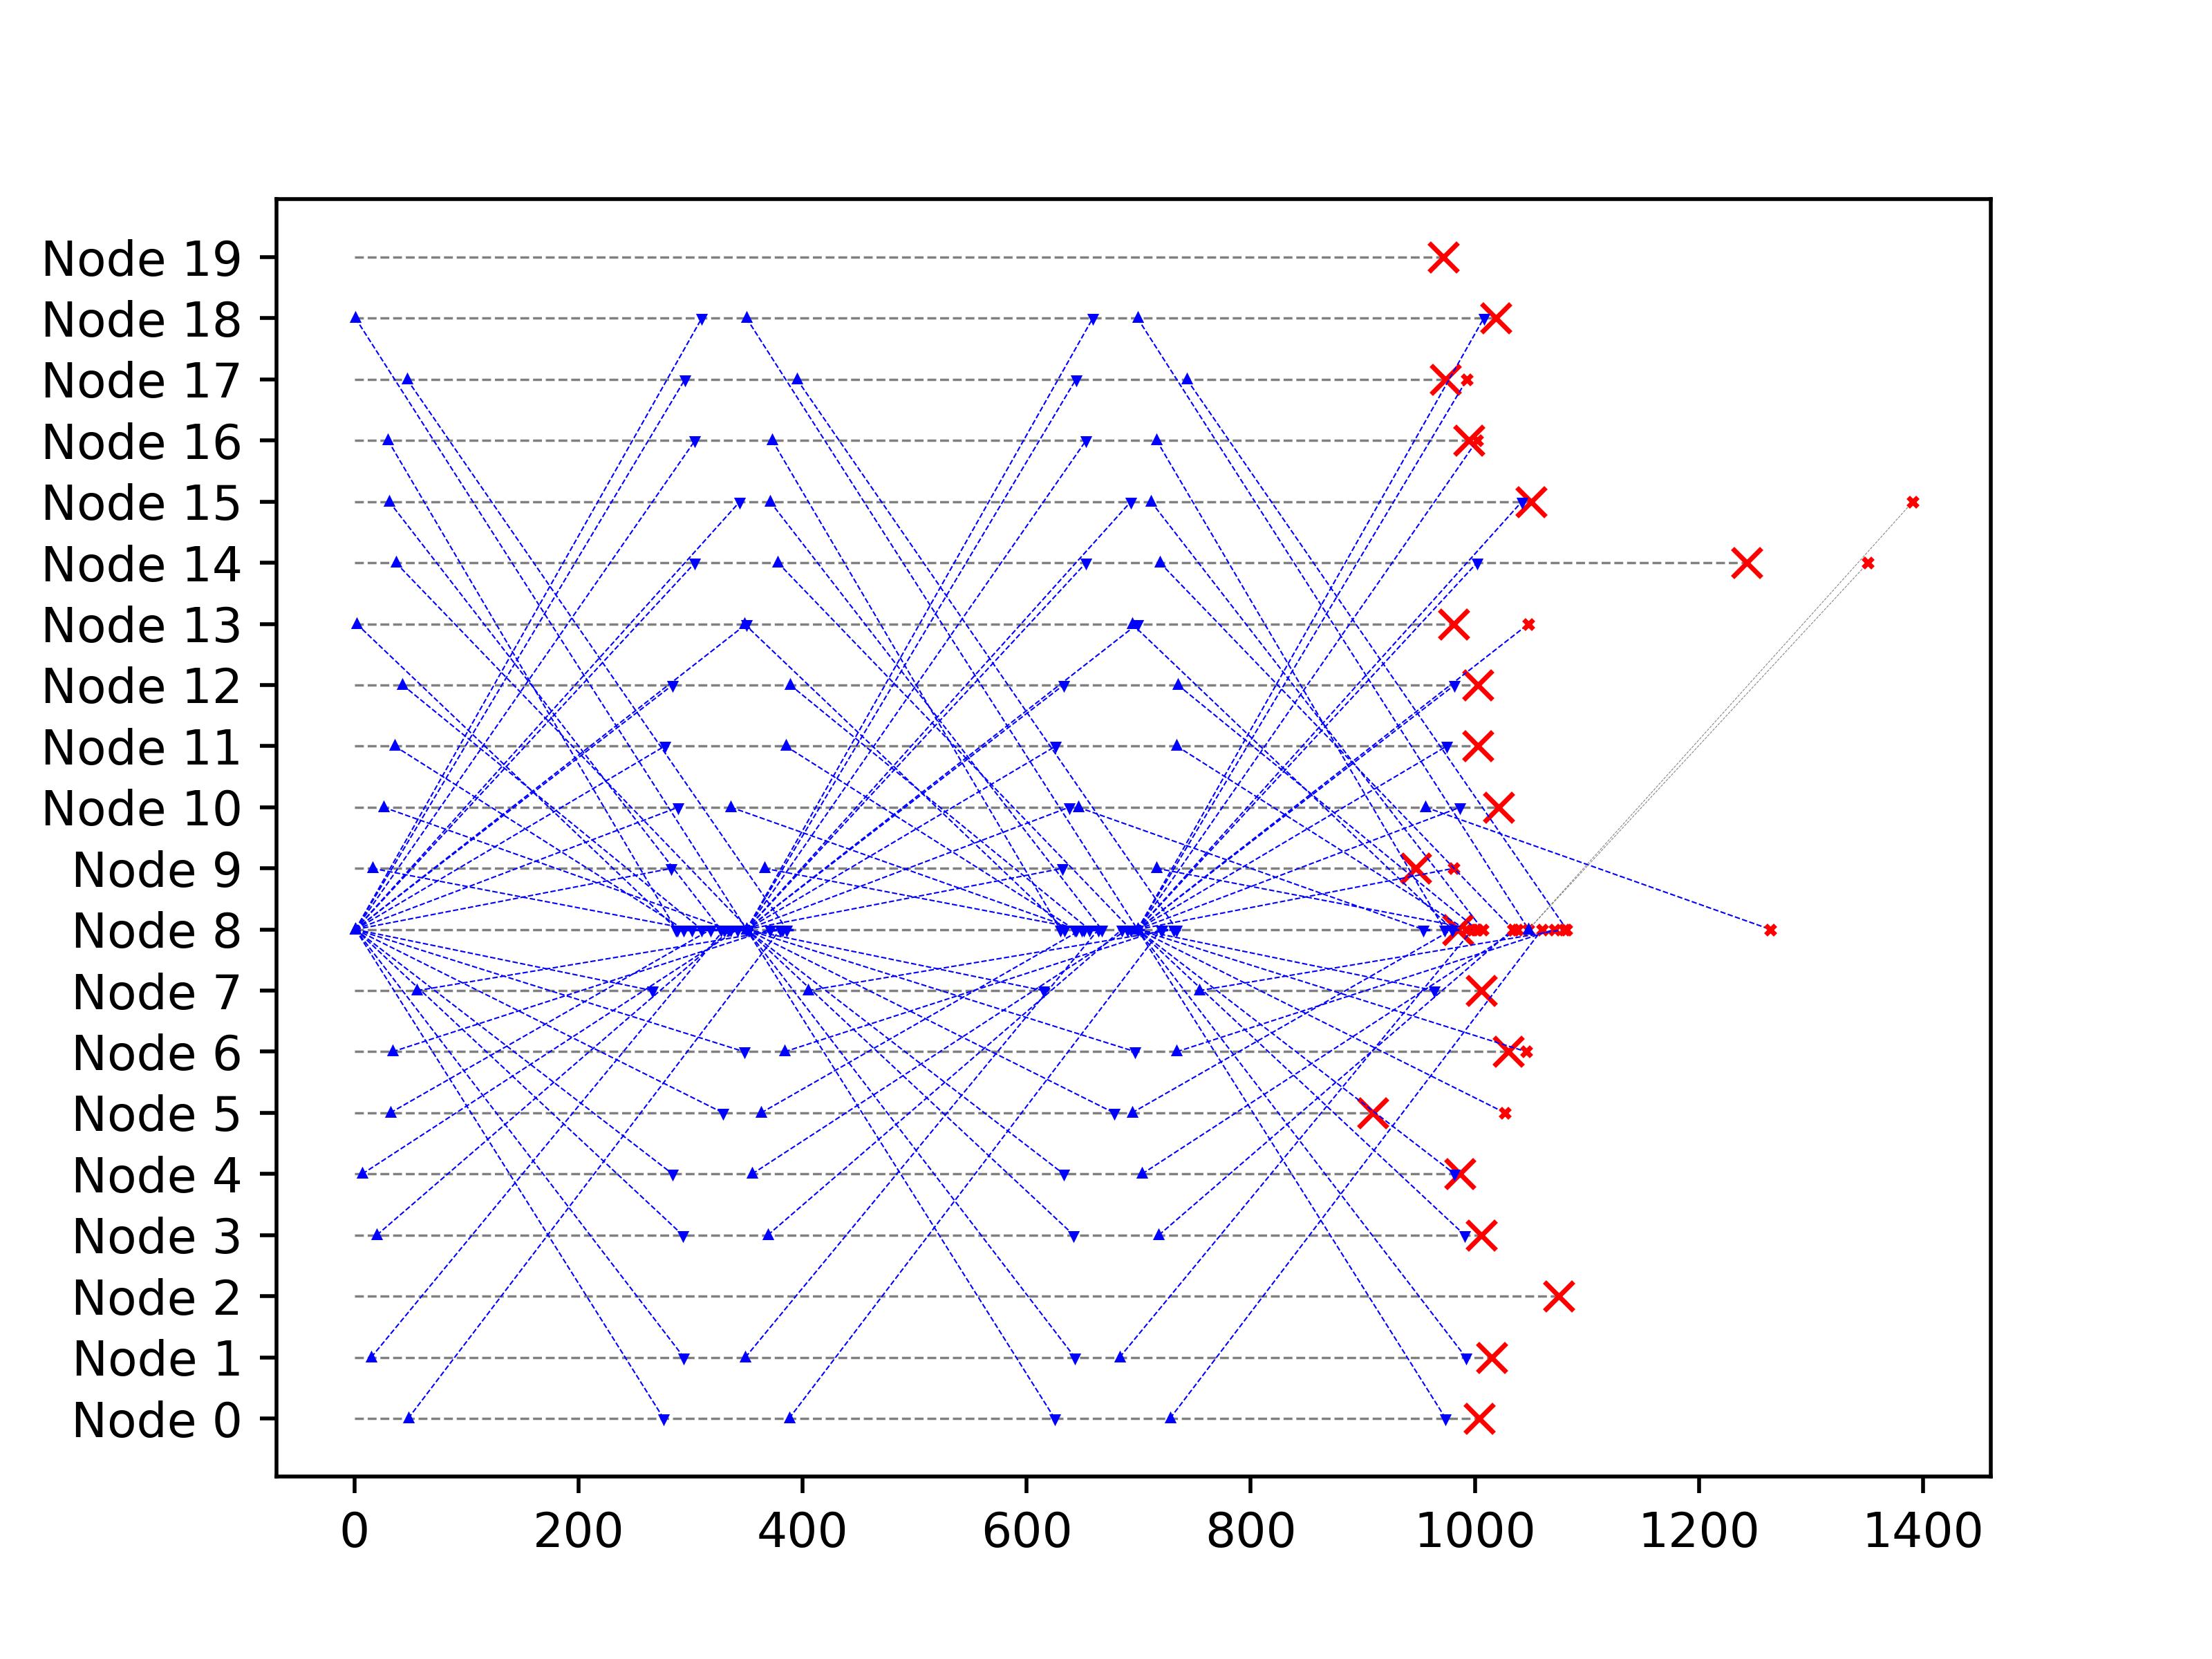 Node 19
Node 18
Node 17
Node 16
Node 15
Node 14
Node 13
Node 12
Node 11
Node 10
Node 9
Node 8
Node 7
Node 6
Node 5
Node 4
Node 3
Node 2
Node 1
Node 0
0 200 400 600 800 1000 1200 1400